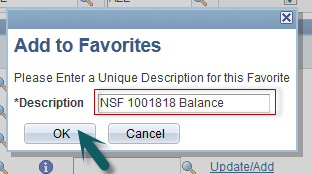 Add to Favorites
Please Enter a Unique Description for this Favorite
*Description NSF 1001818 Balance
OK Cancel
Update/Add